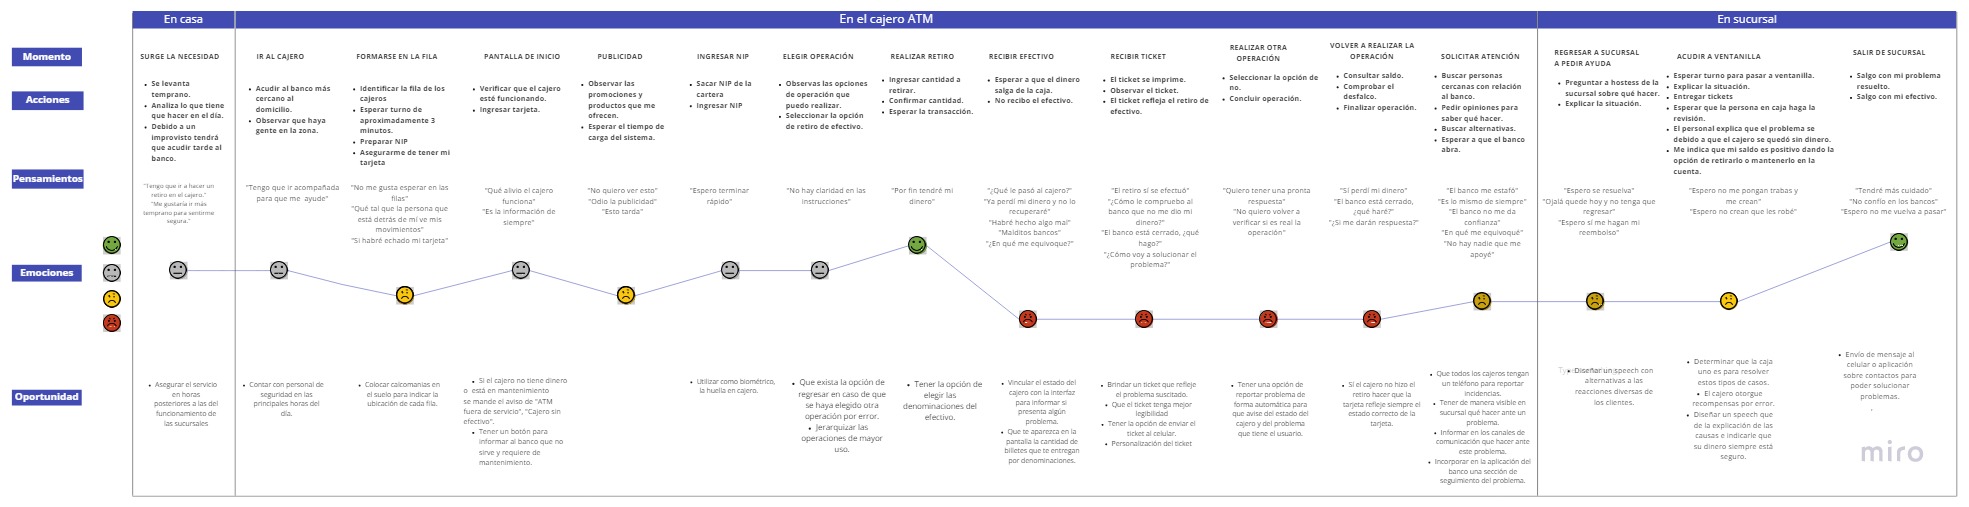 En casa
En el cajero ATM
En sucursal
Momento
SURGE LA NECESIDAD
IR AL CAJERO
FORMARSE EN LA FILA
PANTALLA DE INICIO
PUBLICIDAD
INGRESAR NIP
ELEGIR OPERACIÓN
REALIZAR RETIRO
RECIBIR EFECTIVO
RECIBIR TICKET
REALIZAR OTRA
OPERACIÓN
VOLVER A REALIZAR LA
OPERACIÓN
SOLICITAR ATENCIÓN
REGRESAR A SUCURSAL
A PEDIR AYUDA
ACUDIR A VENTANILLA
SALIR DE SUCURSAL
Acciones
• Se levanta
temprano.
• Analiza lo que tiene
que hacer en el día.
• Debido a un
improvisto tendrá
que acudir tarde al
banco.
• Acudir al banco más
cercano al
domicilio.
• Observar que haya
gente en la zona.
• Identificar la fila de los
cajeros
• Esperar turno de
aproximadamente 3
minutos.
• Preparar NIP
• Asegurarme de tener mi
tarjeta
• Verificar que el cajero
esté funcionando.
• Ingresar tarjeta.
• Observar las
promociones y
productos que me
ofrecen.
• Esperar el tiempo de
carga del sistema.
• Sacar NIP de la
cartera
• Ingresar NIP
• Observas las opciones
de operación que
puedo realizar.
• Seleccionar la opción
de retiro de efectivo.
• Ingresar cantidad a
retirar.
• Confirmar cantidad.
• Esperar la transacción.
• Esperar a que el dinero
salga de la caja.
• No recibo el efectivo.
• El ticket se imprime.
• Observar el ticket.
• El ticket refleja el retiro de
efectivo.
• Seleccionar la opción de
no.
• Concluir operación.
• Consultar saldo.
• Comprobar el
desfalco.
• Finalizar operación.
• Buscar personas
cercanas con relación
al banco.
• Pedir opiniones para
saber qué hacer.
• Buscar alternativas.
• Esperar a que el banco
abra.
• Preguntar a hostess de la
sucursal sobre qué hacer.
• Explicar la situación.
• Esperar turno para pasar a ventanilla.
• Explicar la situación.
• Entregar tickets
• Esperar que la persona en caja haga la
revisión.
• El personal explica que el problema se
debido a que el cajero se quedó sin dinero.
• Me indica que mi saldo es positivo dando la
opción de retirarlo o mantenerlo en la
cuenta.
• Salgo con mi problema
resuelto.
• Salgo con mi efectivo.
Pensamientos
"Tengo que ir a hacer un
retiro en el cajero."
"Me gustaría ir más
temprano para sentirme
segura."
"Tengo que ir acompañada
para que me ayude"
"No me gusta esperar en las
filas"
"Qué tal que la persona que
está detrás de mí ve mis
movimientos"
"Si habré echado mi tarjeta"
"Qué alivio el cajero
funciona"
"Es la información de
siempre"
"No quiero ver esto"
"Odio la publicidad"
"Esto tarda"
"Espero terminar
rápido"
"No hay claridad en las
instrucciones"
"Por fin tendré mi
dinero"
"¿Qué le pasó al cajero?"
"Ya perdí mi dinero y no lo
recuperaré"
"Habré hecho algo mal"
"Malditos bancos"
"¿En qué me equivoque?"
"El retiro sí se efectuó"
"¿Cómo le compruebo al
banco que no me dio mi
dinero?"
"El banco está cerrado, ¿qué
hago?"
"¿Cómo voy a solucionar el
problema?"
"Quiero tener una pronta
respuesta"
"No quiero volver a
verificar si es real la
operación"
"Sí perdí mi dinero"
"El banco está cerrado,
¿qué haré?"
"¿Si me darán respuesta?"
"El banco me estafó"
"Es lo mismo de siempre"
"El banco no me da
confianza"
"En qué me equivoqué"
"No hay nadie que me
apoyé"
"Espero se resuelva"
"Ojalá quede hoy y no tenga que
regresar"
"Espero sí me hagan mi
reembolso"
"Espero no me pongan trabas y
me crean"
"Espero no crean que les robé"
"Tendré más cuidado"
"No confío en los bancos"
"Espero no me vuelva a pasar"
Emociones
Oportunidad
• Asegurar el servicio
en horas
posteriores a las del
funcionamiento de
las sucursales
• Contar con personal de
seguridad en las
principales horas del
día.
• Colocar calcomanías en
el suelo para indicar la
ubicación de cada fila.
• Si el cajero no tiene dinero
o está en mantenimiento
se mande el aviso de "ATM
fuera de servicio", "Cajero sin
efectivo".
• Tener un botón para
informar al banco que no
sirve y requiere de
mantenimiento.
• Utilizar como biométrico,
la huella en cajero.
• Que exista la opción de
regresar en caso de que
se haya elegido otra
operación por error.
• Jerarquizar las
operaciones de mayor
uso.
• Tener la opción de
elegir las
denominaciones del
efectivo.
• Vincular el estado del
cajero con la interfaz
para informar si
presenta algún
problema.
• Que te aparezca en la
pantalla la cantidad de
billetes que te entregan
por denominaciones.
• Brindar un ticket que refleje
el problema suscitado.
• Que el ticket tenga mejor
legibilidad
• Tener la opción de enviar el
ticket al celular.
• Personalización del ticket
• Tener una opción de
reportar problema de
forma automática para
que avise del estado del
cajero y del problema
que tiene el usuario.
• Sí el cajero no hizo el
retiro hacer que la
tarjeta refleje siempre el
estado correcto de la
tarjeta.
• Que todos los cajeros tengan
un teléfono para reportar
incidencias.
• Tener de manera visible en
sucursal qué hacer ante un
problema.
• Informar en los canales de
comunicación que hacer ante
este problema.
• Incorporar en la aplicación del
banco una sección de
seguimiento del problema.
• Diseñar un speech con
alternativas a las
reacciones diversas de
los clientes.
• Determinar que la caja
uno es para resolver
estos tipos de casos.
• El cajero otorgue
recompensas por error.
• Diseñar un speech que
de la explicación de las
causas e indicarle que
su dinero siempre está
seguro.
• Envío de mensaje al
celular o aplicación
sobre contactos para
poder solucionar
problemas.
miro